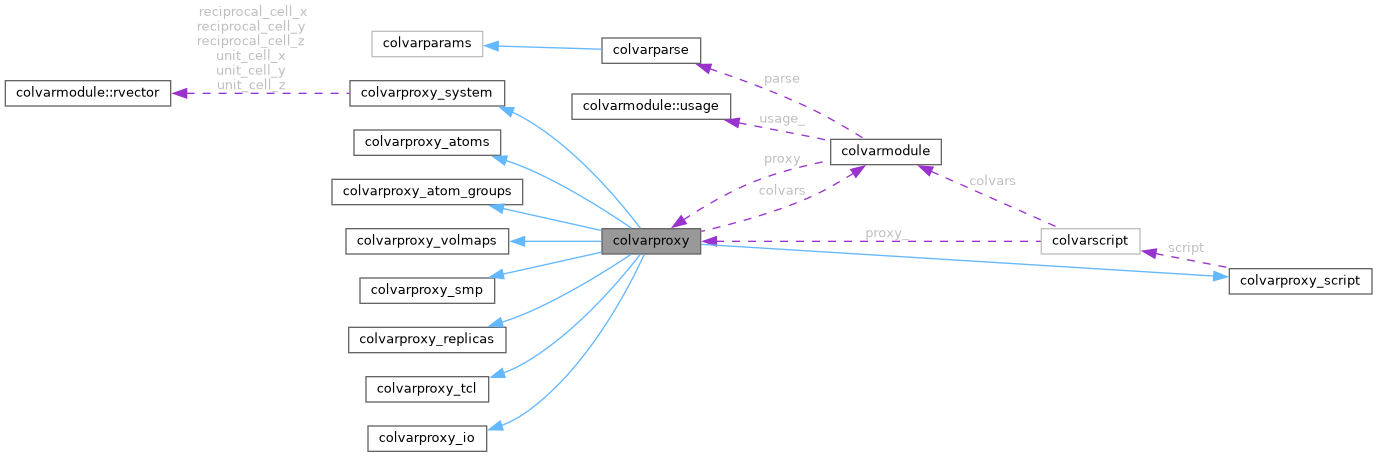 reciprocal_cell_x
reciprocal_cell_y
reciprocal_cell_z
unit_cell_x
unit_cell_y
unit_cell_z
colvarparams
colvarparse
parse
colvarmodule::rvector
colvarproxy_system
colvarmodule::usage
usage_
colvarproxy_atoms
colvarmodule
proxy
colvars
colvarproxy_atom_groups
colvars
colvarproxy_volmaps
colvarproxy
proxy_
colvarscript
script
colvarproxy_smp
colvarproxy_script
colvarproxy_replicas
colvarproxy_tcl
colvarproxy_io